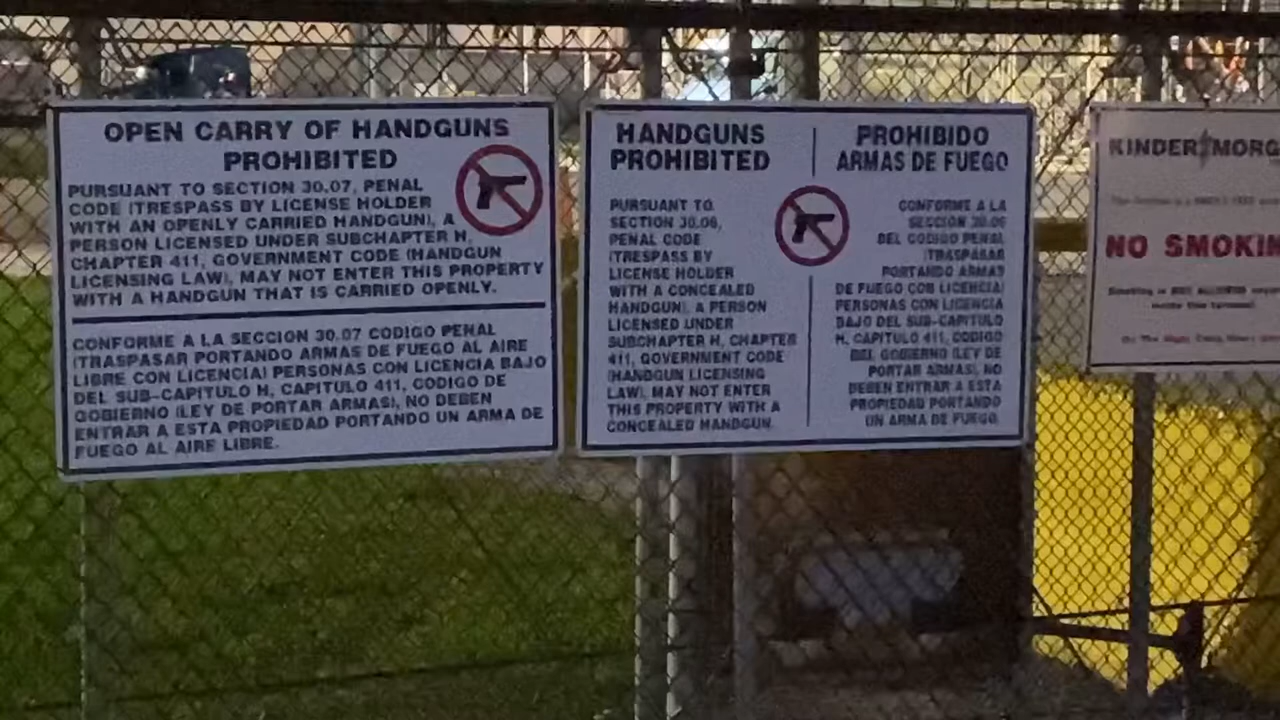 OPEN CARRY OF HANDGUNS
PROHIBITED
PURSUANT TO SECTION 30.07, PENAL
CODE (TRESPASS BY LICENSE HOLDER
WITH AN OPENLY CARRIED HANDGUN), A
PERSON LICENSED UNDER SUBCHAPTER H,
CHAPTER 411, GOVERNMENT CODE (HANDGUN
LICENSING LAW), MAY NOT ENTER THIS PROPERTY
WITH A HANDGUN THAT IS CARRIED OPENLY.
CONFORME A LA SECCION 30.07 CODIGO PENAL
(TRASPASAR PORTANDO ARMAS DE FUEGO AL AIRE
LIBRE CON LICENCIA) PERSONAS CON LICENCIA BAJO
DEL SUB-CAPITULO H, CAPITULO 411, CODIGO DE
GOBIERNO (LEY DE PORTAR ARMAS), NO DEBEN
ENTRAR A ESTA PROPIEDAD PORTANDO UN ARMA DE
FUEGO AL AIRE LIBRE.
HANDGUNS
PROHIBITED
PURSUANT TO
SECTION 30.06,
PENAL CODE
(TRESPASS BY
LICENSE HOLDER
WITH A CONCEALED
HANDGUN), A PERSON
LICENSED UNDER
SUBCHAPTER H, CHAPTER
411, GOVERNMENT CODE
(HANDGUN LICENSING
LAW), MAY NOT ENTER
THIS PROPERTY WITH A
CONCEALED HANDGUN.
PROHIBIDO
ARMAS DE FUEGO
CONFORME A LA
SECCION 30.06
DEL CODIGO PENAL
(TRASPASAR
PORTANDO ARMAS
DE FUEGO CON LICENCIA)
PERSONAS CON LICENCIA
BAJO DEL SUB-CAPITULO
H, CAPITULO 411, CODIGO
DEL GOBIERNO (LEY DE
PORTAR ARMAS), NO
DEBEN ENTRAR A ESTA
PROPIEDAD PORTANDO
UN ARMA DE FUEGO.
KINDER MORG
NO SMOKIN